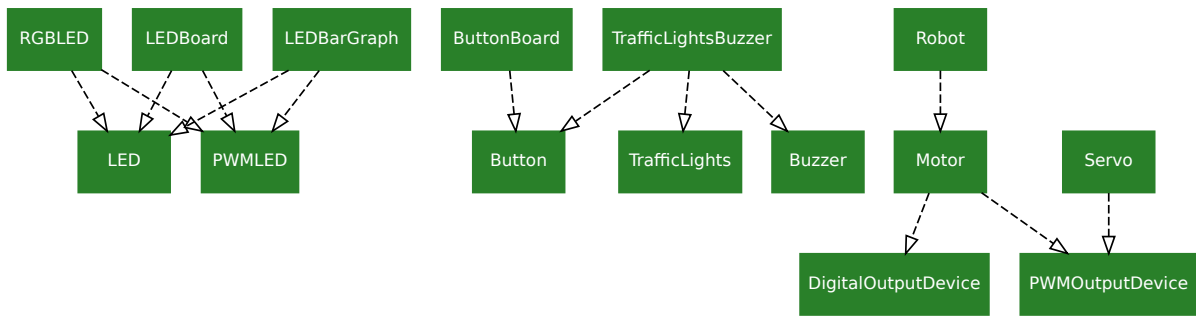 RGBLED
LEDBoard
LEDBarGraph
ButtonBoard
TrafficLightsBuzzer
Robot
LED
PWMLED
Button
TrafficLights
Buzzer
Motor
Servo
DigitalOutputDevice
PWMOutputDevice